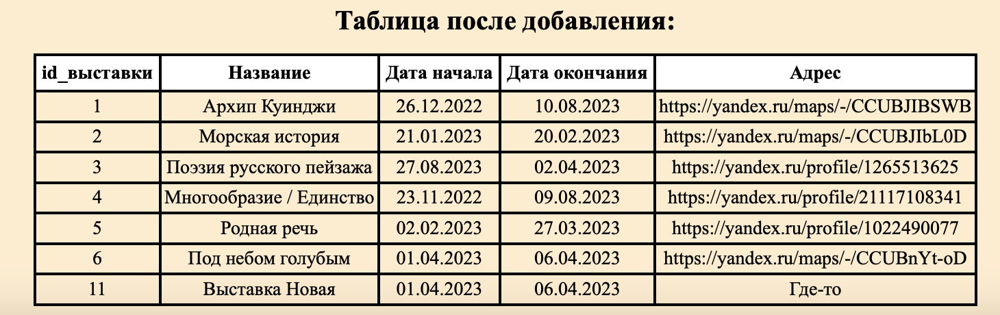 Таблица после добавления:
id_выставки Название Дата начала Дата окончания Адрес
1 Архип Куинджи 26.12.2022 10.08.2023 https://yandex.ru/maps/-/CCUBJIBSWB
2 Морская история 21.01.2023 20.02.2023 https://yandex.ru/maps/-/CCUBJIbL0D
3 Поэзия русского пейзажа 27.08.2023 02.04.2023 https://yandex.ru/profile/1265513625
4 Многообразие / Единство 23.11.2022 09.08.2023 https://yandex.ru/profile/21117108341
5 Родная речь 02.02.2023 27.03.2023 https://yandex.ru/profile/1022490077
6 Под небом голубым 01.04.2023 06.04.2023 https://yandex.ru/maps/-/CCUBnYt-oD
11 Выставка Новая 01.04.2023 06.04.2023 Где-то